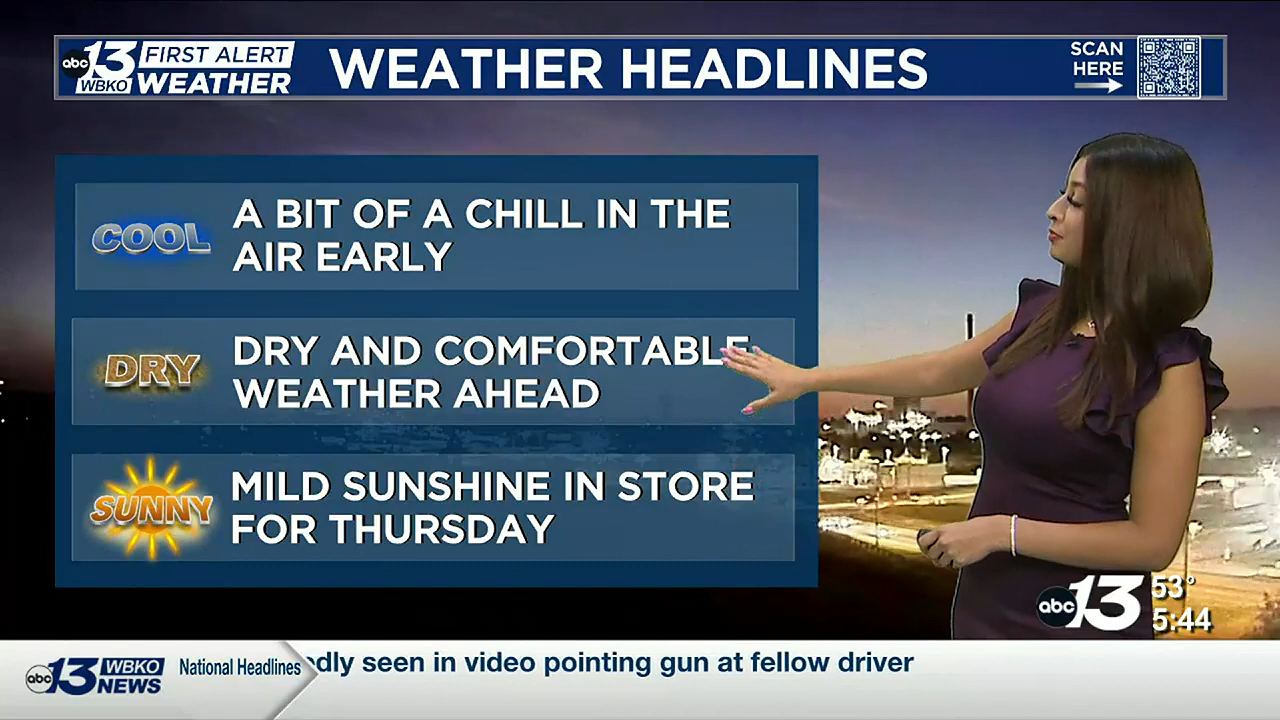 abc 13 WBKO FIRST ALERT WEATHER
WEATHER HEADLINES
SCAN HERE
COOL
A BIT OF A CHILL IN THE
AIR EARLY
DRY
DRY AND COMFORTABLE
WEATHER AHEAD
SUNNY
MILD SUNSHINE IN STORE
FOR THURSDAY
abc 13
53°
5:44
abc 13 WBKO NEWS
National Headlines
dly seen in video pointing gun at fellow driver